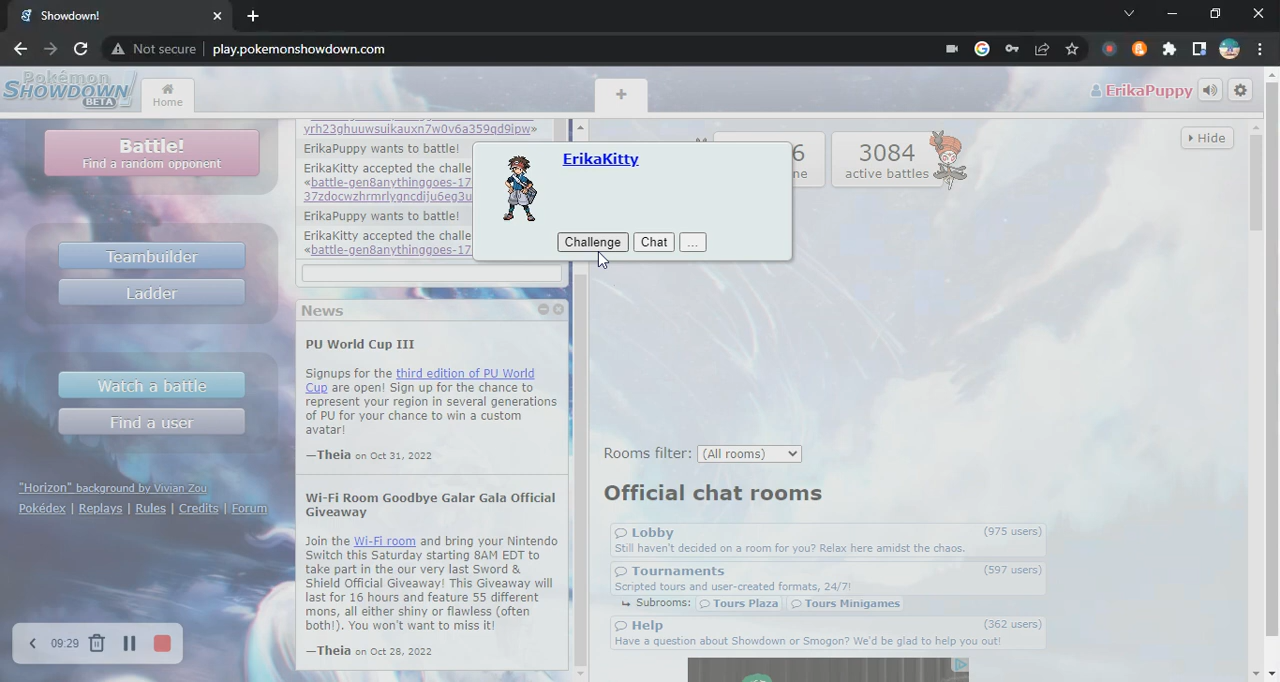 Showdown!
Not secure
play.pokemonshowdown.com
Pokémon
SHOWDOWN!
BETA
Home
+
ErikaPuppy
Battle!
Find a random opponent
Teambuilder
Ladder
Watch a battle
Find a user
"Horizon" background by Vivian Zou
Pokédex | Replays | Rules | Credits | Forum
09:29
yrh23ghuuwsuikauxn7w0v6a359qd9ipw»
ErikaPuppy wants to battle!
ErikaKitty accepted the challe
«battle-gen8anythinggoes-17
37zdocwzhrmrlygncdiju6eg3u
ErikaPuppy wants to battle!
ErikaKitty accepted the challe
«battle-gen8anythinggoes-17
News
PU World Cup III
Signups for the third edition of PU World
Cup are open! Sign up for the chance to
represent your region in several generations
of PU for your chance to win a custom
avatar!
—Theia on Oct 31, 2022
Wi-Fi Room Goodbye Galar Gala Official
Giveaway
Join the Wi-Fi room and bring your Nintendo
Switch this Saturday starting 8AM EDT to
take part in the our very last Sword &
Shield Official Giveaway! This Giveaway will
last for 16 hours and feature 55 different
mons, all either shiny or flawless (often
both!). You won't want to miss it!
—Theia on Oct 28, 2022
ErikaKitty
Challenge
Chat
...
6
ne
3084
active battles
Hide
Rooms filter: (All rooms)
Official chat rooms
Lobby (975 users)
Still haven't decided on a room for you? Relax here amidst the chaos.
Tournaments (597 users)
Scripted tours and user-created formats, 24/7!
Subrooms: Tours Plaza Tours Minigames
Help (362 users)
Have a question about Showdown or Smogon? We'd be glad to help you out!